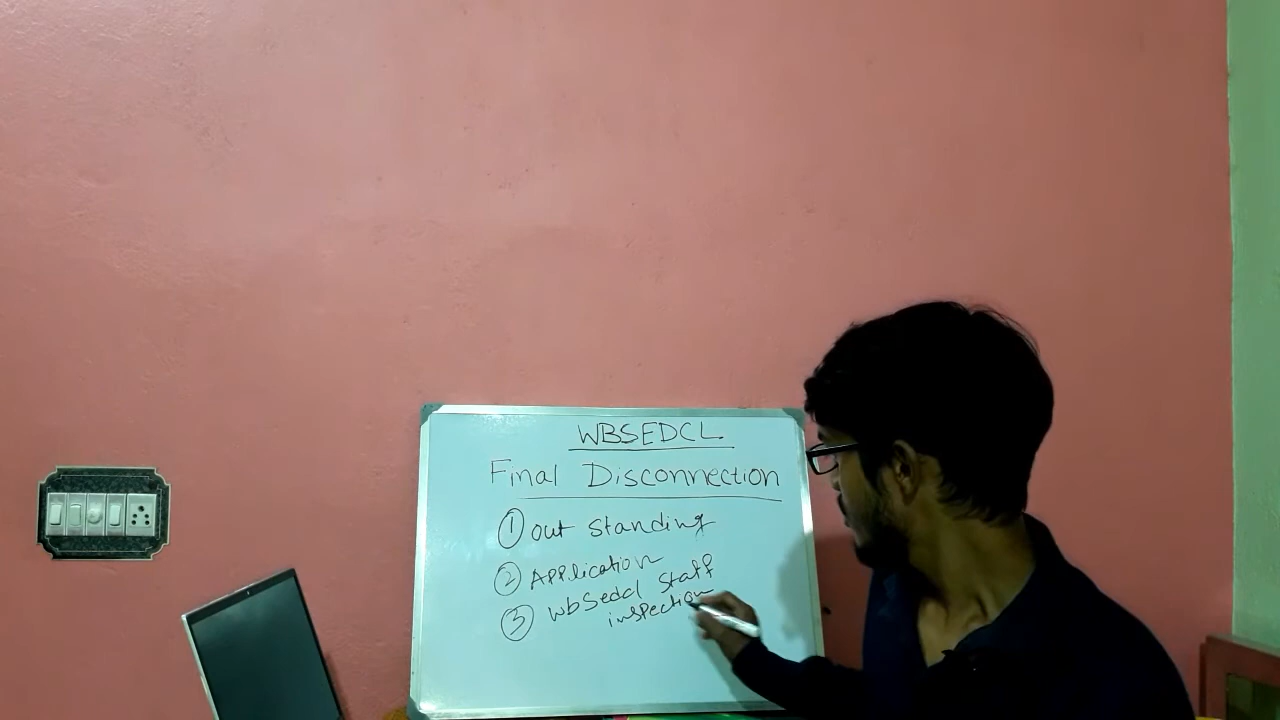 WBSEDCL
Final Disconnection
① out standing
② Application
③ wbsedcl staff
inspection